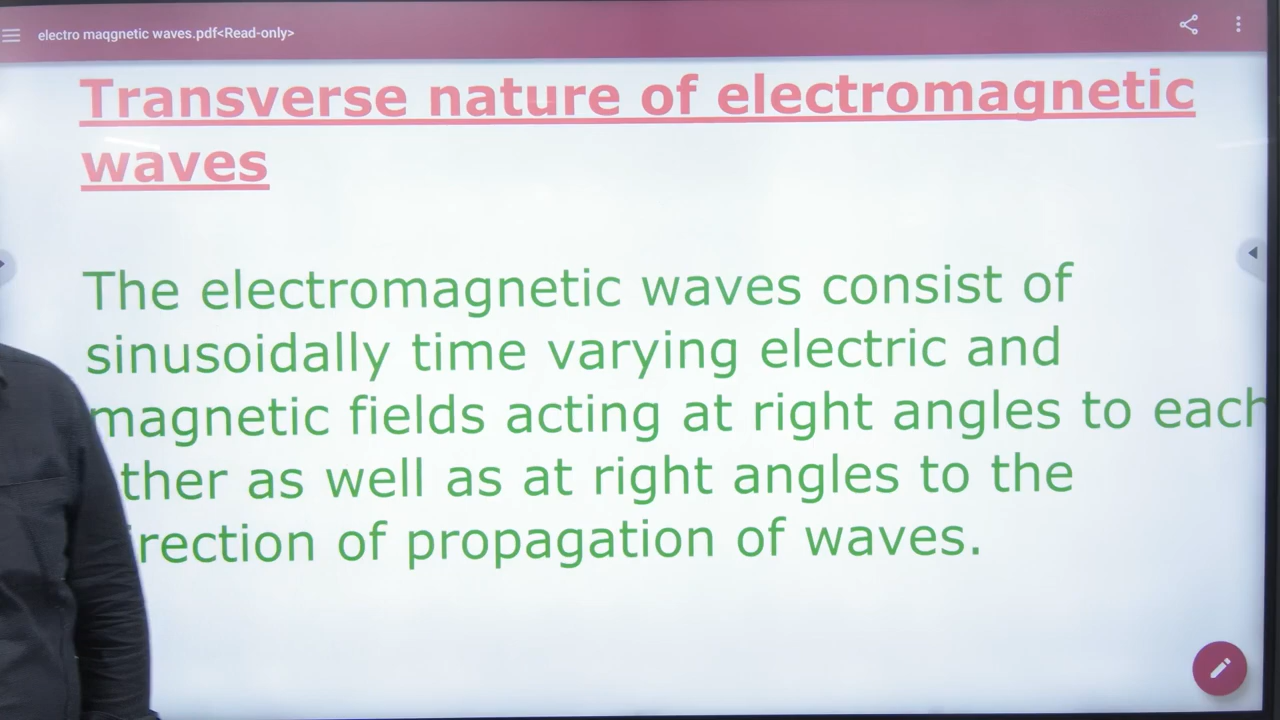 electro maqgnetic waves.pdf<Read-only>
Transverse nature of electromagnetic
waves
The electromagnetic waves consist of
sinusoidally time varying electric and
magnetic fields acting at right angles to each
ther as well as at right angles to the
rection of propagation of waves.